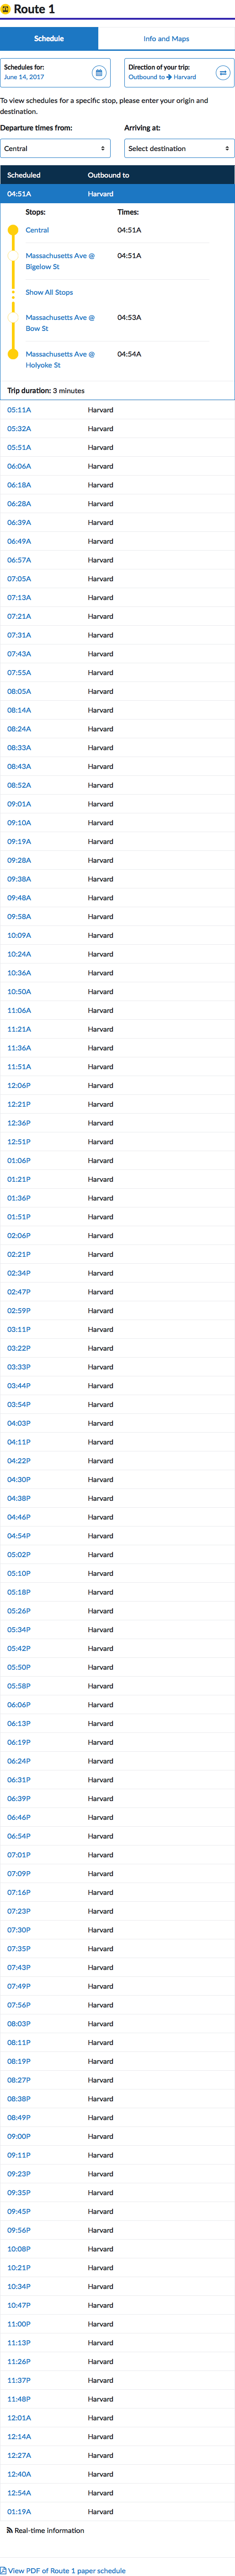 Route 1
Schedule Info and Maps
Schedules for:
June 14, 2017
Direction of your trip:
Outbound to → Harvard
To view schedules for a specific stop, please enter your origin and
destination.
Departure times from: Arriving at:
Central Select destination
Scheduled Outbound to
04:51A Harvard
Stops: Times:
Central 04:51A
Massachusetts Ave @ 04:51A
Bigelow St
Show All Stops
Massachusetts Ave @ 04:53A
Bow St
Massachusetts Ave @ 04:54A
Holyoke St
Trip duration: 3 minutes
05:11A Harvard
05:32A Harvard
05:51A Harvard
06:06A Harvard
06:18A Harvard
06:28A Harvard
06:39A Harvard
06:49A Harvard
06:57A Harvard
07:05A Harvard
07:13A Harvard
07:21A Harvard
07:31A Harvard
07:43A Harvard
07:55A Harvard
08:05A Harvard
08:14A Harvard
08:24A Harvard
08:33A Harvard
08:43A Harvard
08:52A Harvard
09:01A Harvard
09:10A Harvard
09:19A Harvard
09:28A Harvard
09:38A Harvard
09:48A Harvard
09:58A Harvard
10:09A Harvard
10:24A Harvard
10:36A Harvard
10:50A Harvard
11:06A Harvard
11:21A Harvard
11:36A Harvard
11:51A Harvard
12:06P Harvard
12:21P Harvard
12:36P Harvard
12:51P Harvard
01:06P Harvard
01:21P Harvard
01:36P Harvard
01:51P Harvard
02:06P Harvard
02:21P Harvard
02:34P Harvard
02:47P Harvard
02:59P Harvard
03:11P Harvard
03:22P Harvard
03:33P Harvard
03:44P Harvard
03:54P Harvard
04:03P Harvard
04:11P Harvard
04:22P Harvard
04:30P Harvard
04:38P Harvard
04:46P Harvard
04:54P Harvard
05:02P Harvard
05:10P Harvard
05:18P Harvard
05:26P Harvard
05:34P Harvard
05:42P Harvard
05:50P Harvard
05:58P Harvard
06:06P Harvard
06:13P Harvard
06:19P Harvard
06:24P Harvard
06:31P Harvard
06:39P Harvard
06:46P Harvard
06:54P Harvard
07:01P Harvard
07:09P Harvard
07:16P Harvard
07:23P Harvard
07:30P Harvard
07:35P Harvard
07:43P Harvard
07:49P Harvard
07:56P Harvard
08:03P Harvard
08:11P Harvard
08:19P Harvard
08:27P Harvard
08:38P Harvard
08:49P Harvard
09:00P Harvard
09:11P Harvard
09:23P Harvard
09:35P Harvard
09:45P Harvard
09:56P Harvard
10:08P Harvard
10:21P Harvard
10:34P Harvard
10:47P Harvard
11:00P Harvard
11:13P Harvard
11:26P Harvard
11:37P Harvard
11:48P Harvard
12:01A Harvard
12:14A Harvard
12:27A Harvard
12:40A Harvard
12:54A Harvard
01:19A Harvard
Real-time information
View PDF of Route 1 paper schedule